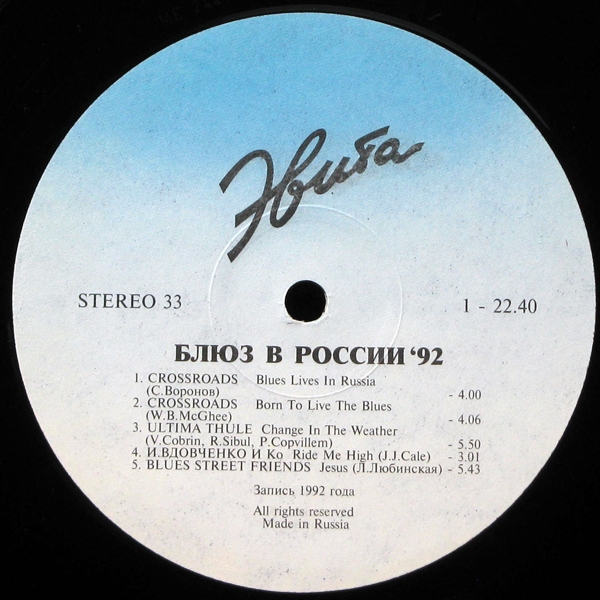 Эвита
STEREO 33 1 - 22.40
БЛЮЗ В РОССИИ '92
1. CROSSROADS Blues Lives In Russia
(С.Воронов) - 4.00
2. CROSSROADS Born To Live The Blues
(W.B.McGhee) - 4.06
3. ULTIMA THULE Change In The Weather
(V.Cobrin, R.Sibul, P.Copvillem) - 5.50
4. И.ВДОВЧЕНКО И Ко Ride Me High (J.J.Cale) - 3.01
5. BLUES STREET FRIENDS Jesus (Л.Любинская) - 5.43
Запись 1992 года
All rights reserved
Made in Russia